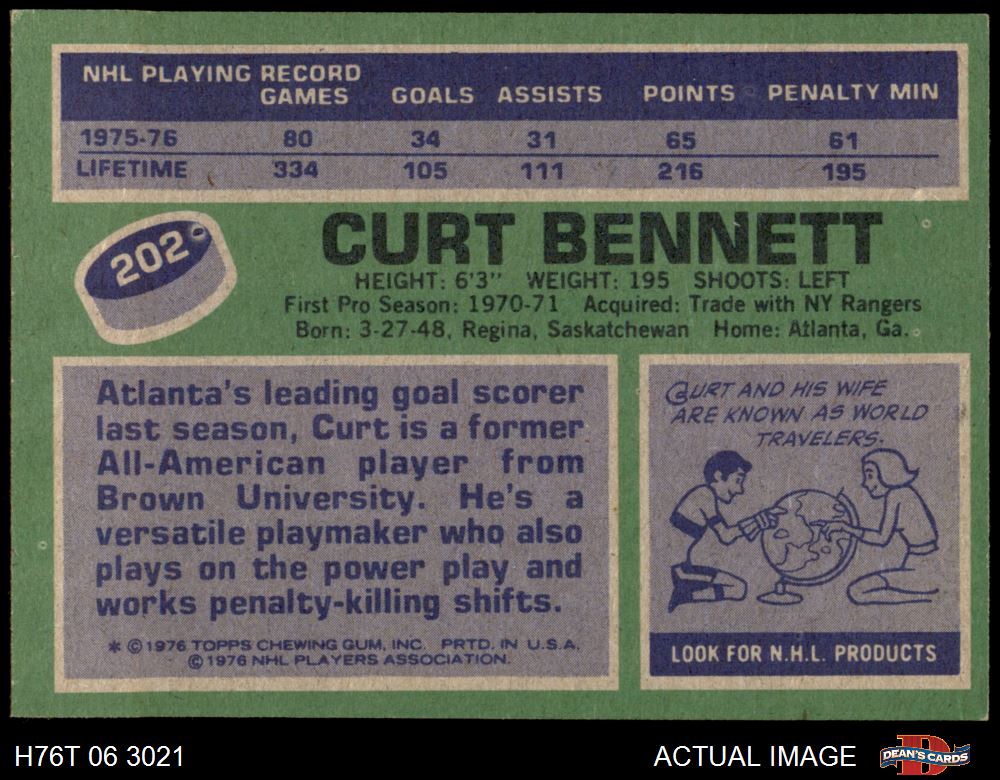 NHL PLAYING RECORD
GAMES GOALS ASSISTS POINTS PENALTY MIN
1975-76 80 34 31 65 61
LIFETIME 334 105 111 216 195
202
CURT BENNETT
HEIGHT: 6'3" WEIGHT: 195 SHOOTS: LEFT
First Pro Season: 1970-71 Acquired: Trade with NY Rangers
Born: 3-27-48, Regina, Saskatchewan Home: Atlanta, Ga.
Atlanta's leading goal scorer
last season, Curt is a former
All-American player from
Brown University. He's a
versatile playmaker who also
plays on the power play and
works penalty-killing shifts.
* © 1976 TOPPS CHEWING GUM, INC. PRTD. IN U.S.A.
© 1976 NHL PLAYERS ASSOCIATION.
CURT AND HIS WIFE
ARE KNOWN AS WORLD
TRAVELERS.
LOOK FOR N.H.L. PRODUCTS
H76T 06 3021
ACTUAL IMAGE
D
DEAN'S CARDS